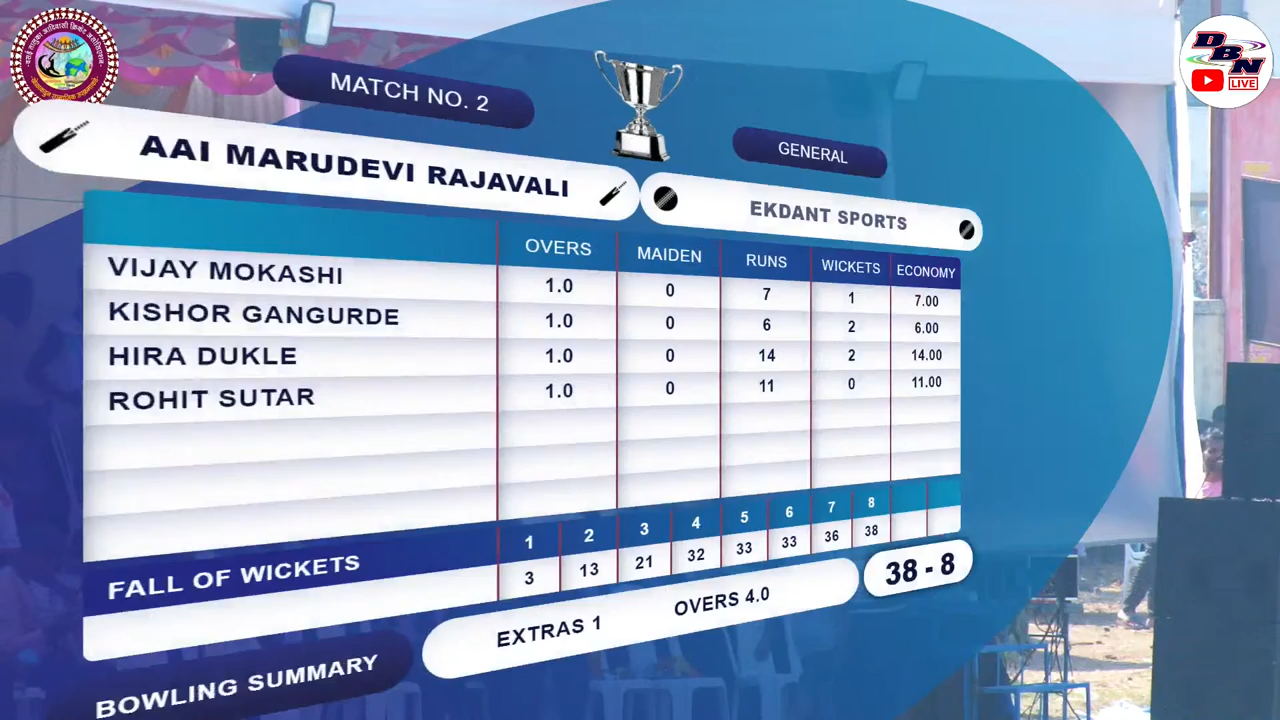 DBN
LIVE
MATCH NO. 2
GENERAL
AAI MARUDEVI RAJAVALI
EKDANT SPORTS
OVERS MAIDEN RUNS WICKETS ECONOMY
VIJAY MOKASHI 1.0 0 7 1 7.00
KISHOR GANGURDE 1.0 0 6 2 6.00
HIRA DUKLE 1.0 0 14 2 14.00
ROHIT SUTAR 1.0 0 11 0 11.00
1 2 3 4 5 6 7 8
FALL OF WICKETS 3 13 21 32 33 33 36 38
EXTRAS 1 OVERS 4.0 38 - 8
BOWLING SUMMARY